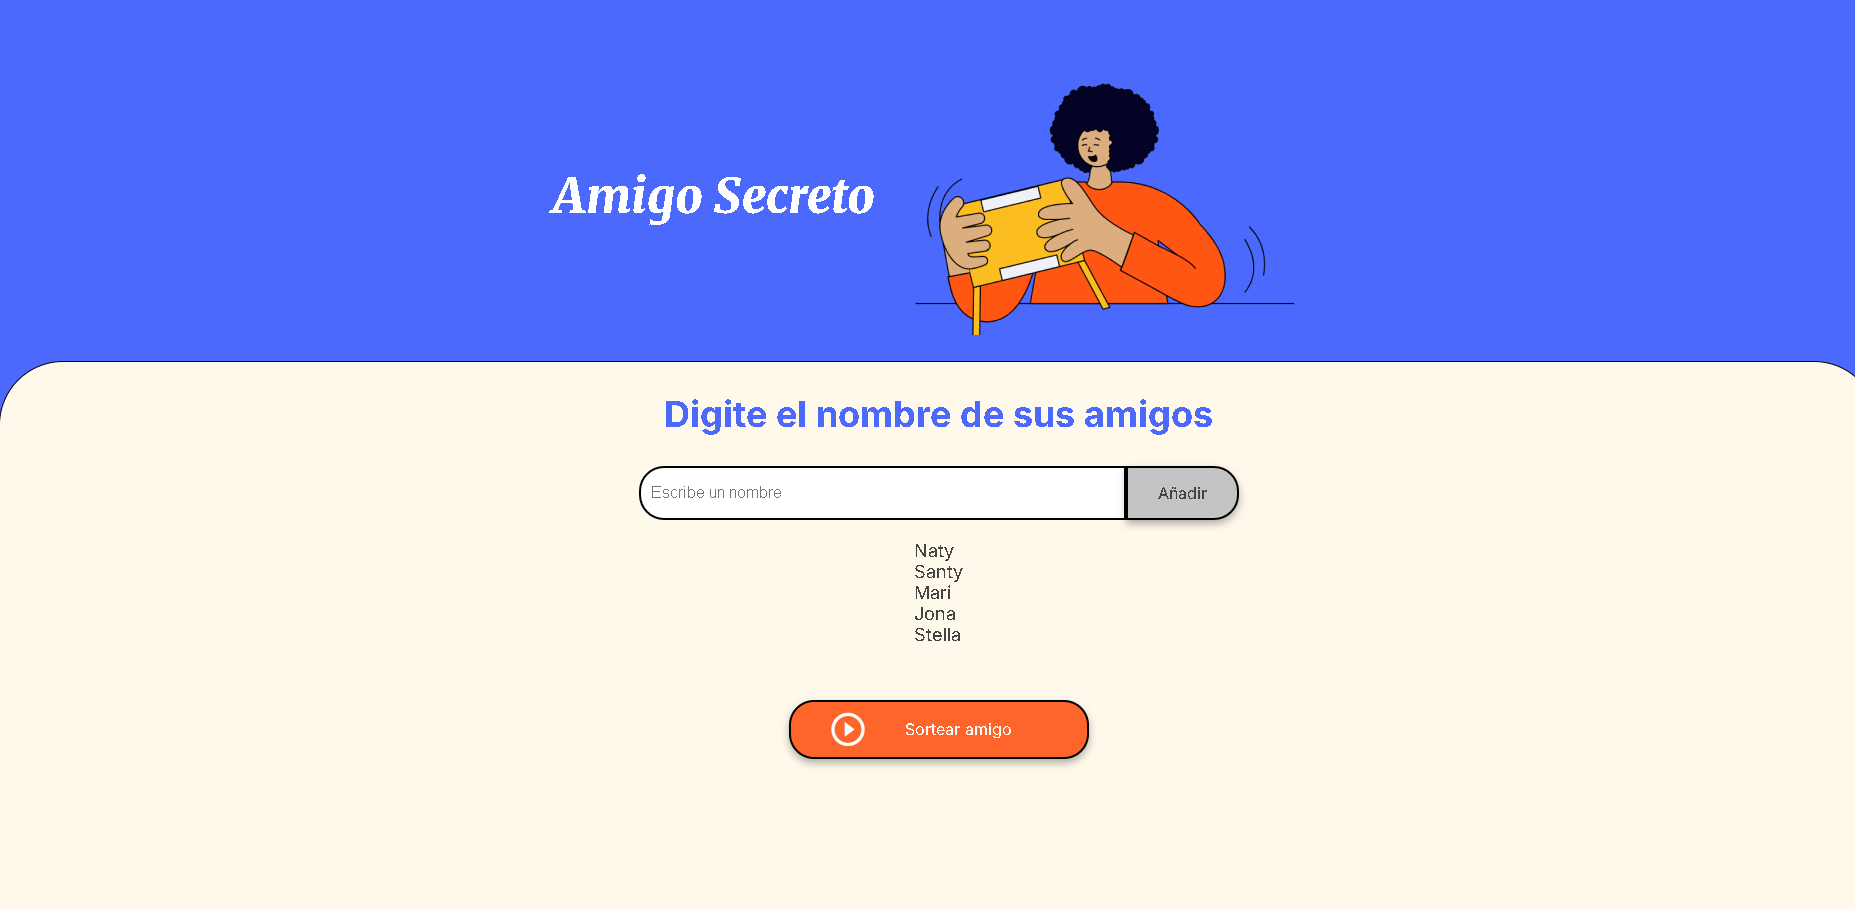 Amigo Secreto
Digite el nombre de sus amigos
Escribe un nombre
Añadir
Naty
Santy
Mari
Jona
Stella
Sortear amigo